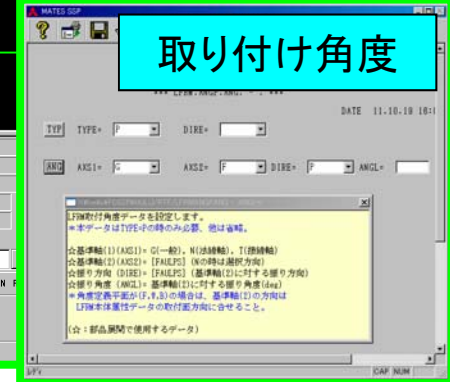 MATES SSP
取り付け角度
DATE 11.10.19 16:
TYP TYPE= P DIRE=
ANG AXS1= G AXS2= F DIRE= P ANGL=
LFRM取付角度データを設定します。
*本データはTYPE=Pの時のみ必要、他は省略。
☆基準軸(1)(AXS1)= G(一般)、N(法線軸)、T(接線軸)
☆基準軸(2)(AXS2)= [FAULPS] (Nの時は選択方向)
☆振り方向 (DIRE)= [FAULPS] (基準軸(2)に対する振り方向)
☆振り角度 (ANGL)= 基準軸(2)に対する振り角度(deg)
*角度定義平面が(F,W,B)の場合は、基準軸(2)の方向は
LFRM本体属性データの取付面方向に合せること。
(☆:部品展開で使用するデータ)
レディ CAP NUM